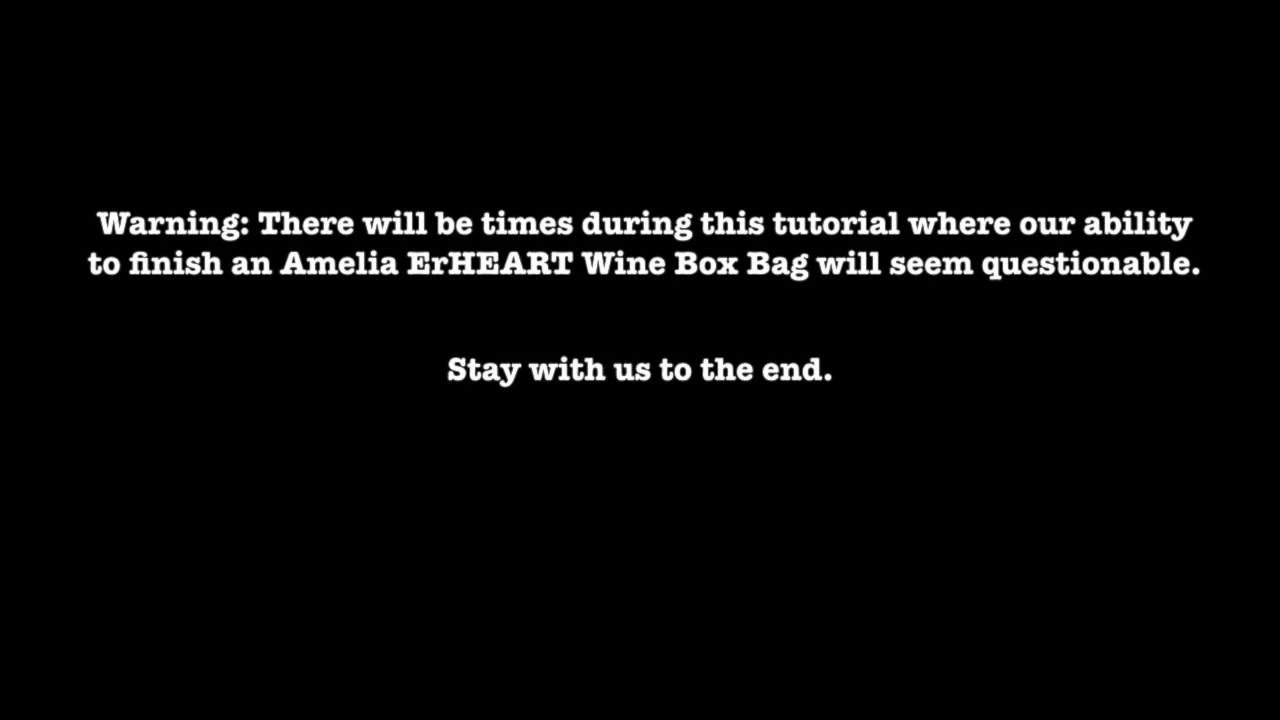 Warning: There will be times during this tutorial where our ability
to finish an Amelia ErHEART Wine Box Bag will seem questionable.
Stay with us to the end.